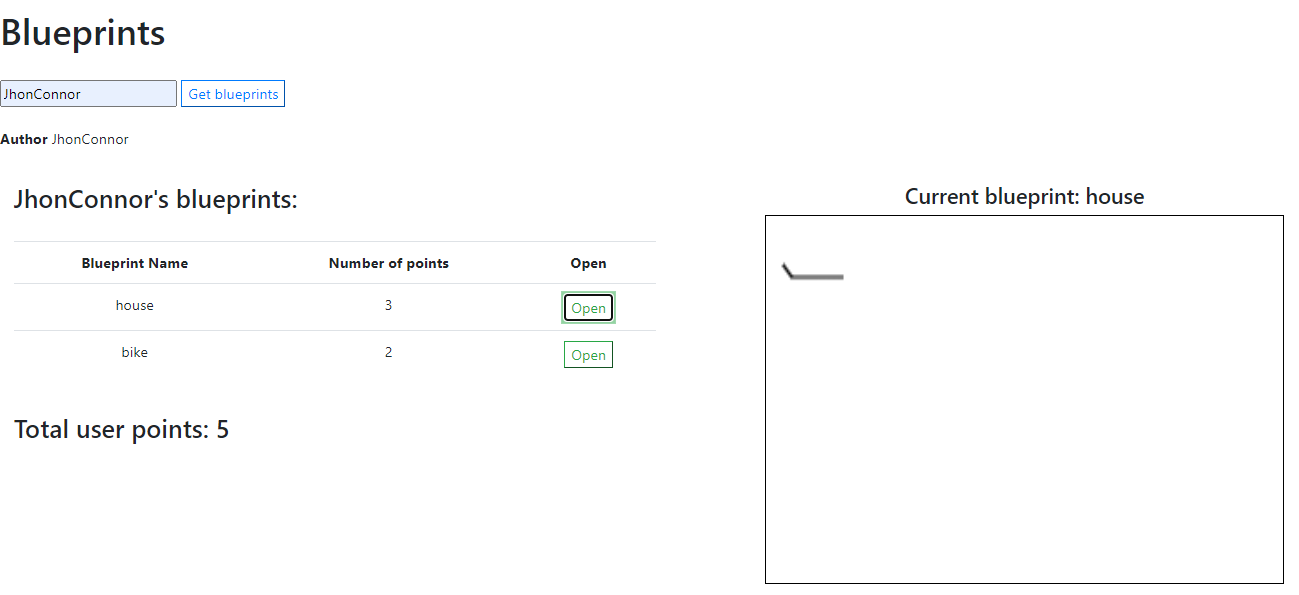 Blueprints
JhonConnor Get blueprints
Author JhonConnor
JhonConnor's blueprints:
Blueprint Name Number of points Open
house 3 Open
bike 2 Open
Total user points: 5
Current blueprint: house